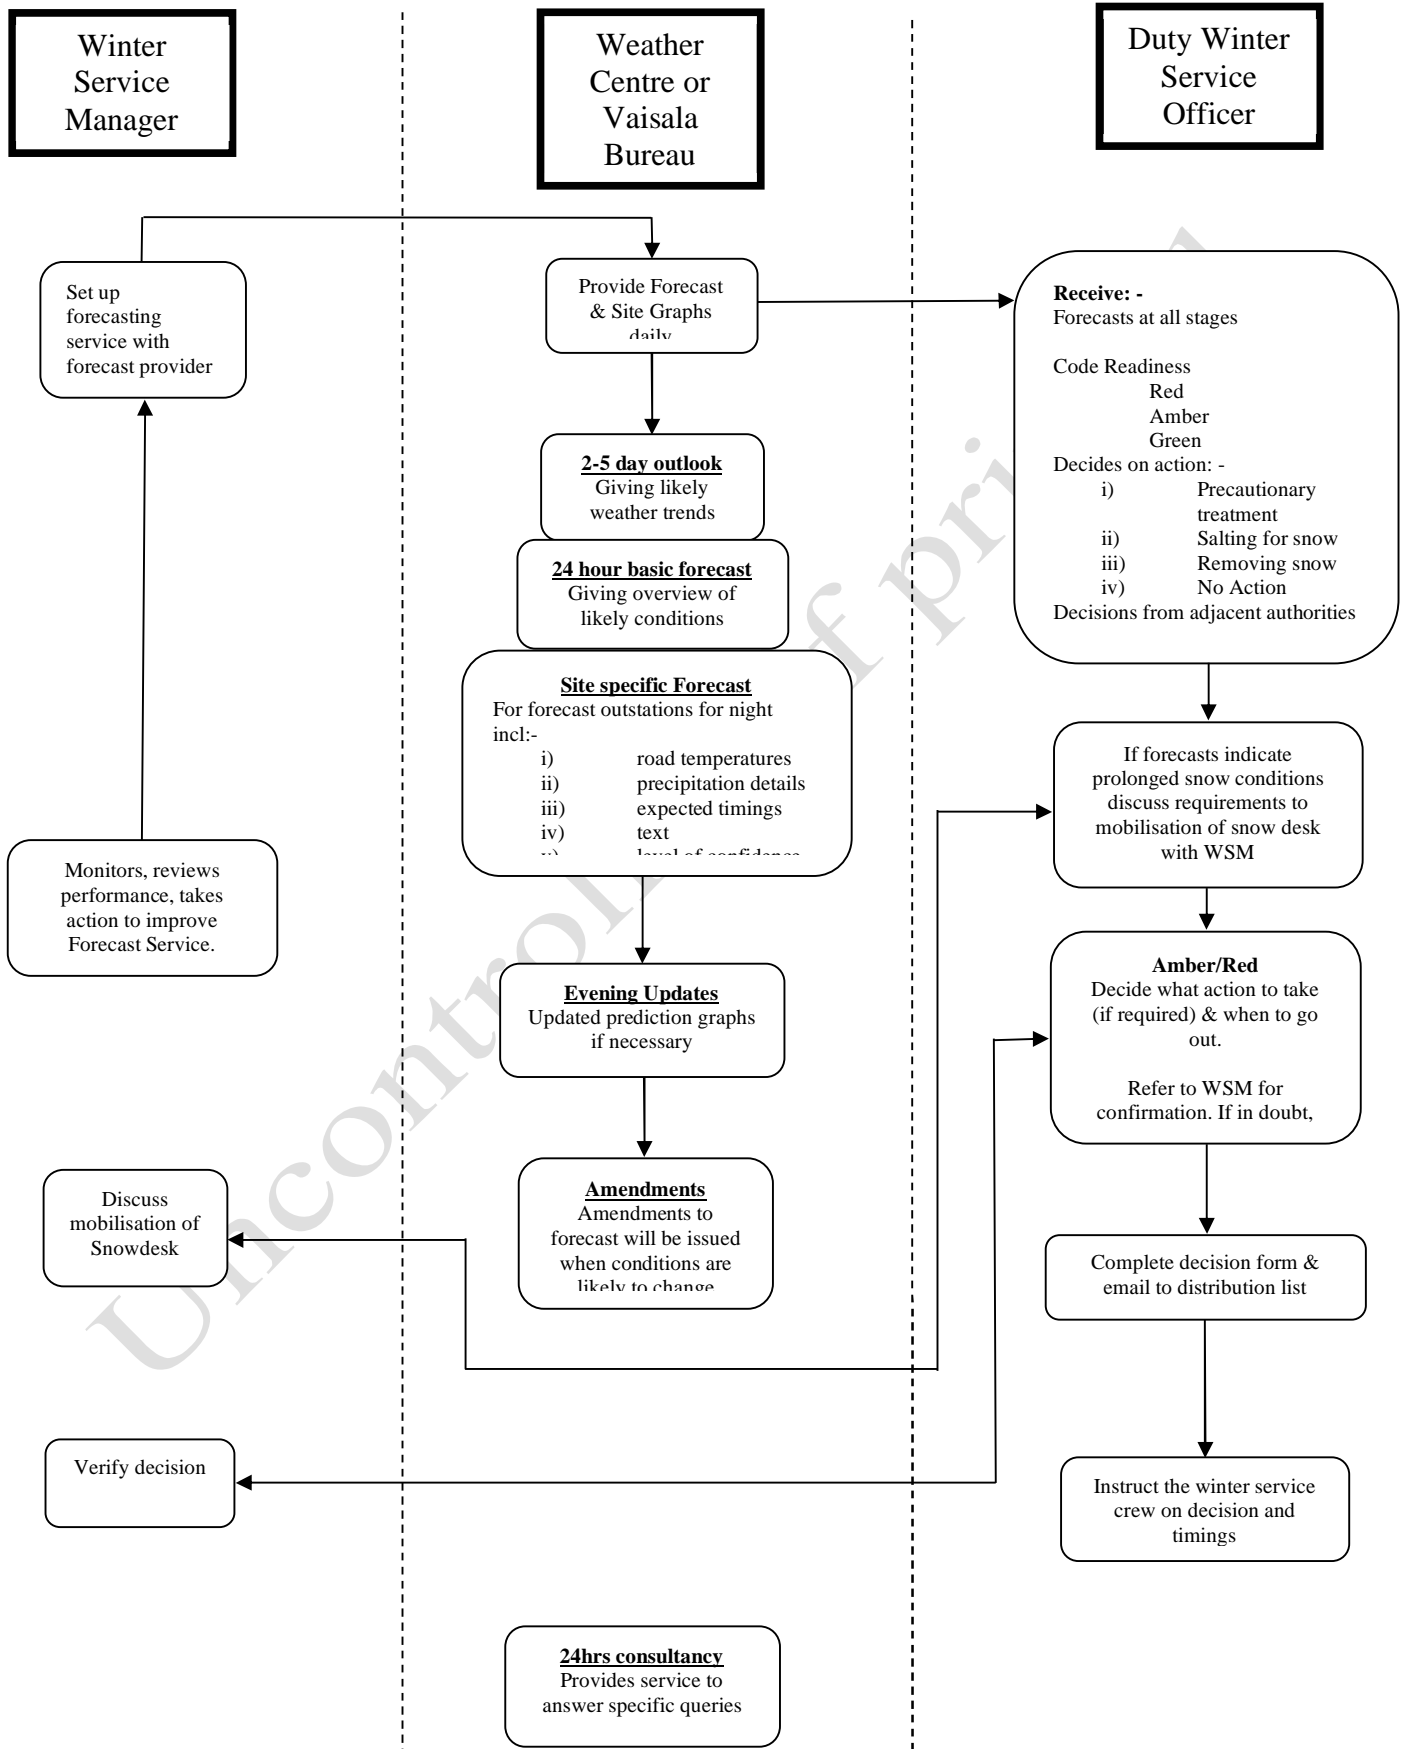 Winter
Service
Manager
Weather
Centre or
Vaisala
Bureau
Duty Winter
Service
Officer
Set up
forecasting
service with
forecast provider
Monitors, reviews
performance, takes
action to improve
Forecast Service.
Discuss
mobilisation of
Snowdesk
Verify decision
Provide Forecast
& Site Graphs
daily
2-5 day outlook
Giving likely
weather trends
24 hour basic forecast
Giving overview of
likely conditions
Site specific Forecast
For forecast outstations for night
incl:-
i) road temperatures
ii) precipitation details
iii) expected timings
iv) text
v) level of confidence
Evening Updates
Updated prediction graphs
if necessary
Amendments
Amendments to
forecast will be issued
when conditions are
likely to change
24hrs consultancy
Provides service to
answer specific queries
Receive: -
Forecasts at all stages
Code Readiness
Red
Amber
Green
Decides on action: -
i) Precautionary
treatment
ii) Salting for snow
iii) Removing snow
iv) No Action
Decisions from adjacent authorities
If forecasts indicate
prolonged snow conditions
discuss requirements to
mobilisation of snow desk
with WSM
Amber/Red
Decide what action to take
(if required) & when to go
out.
Refer to WSM for
confirmation. If in doubt,
Complete decision form &
email to distribution list
Instruct the winter service
crew on decision and
timings